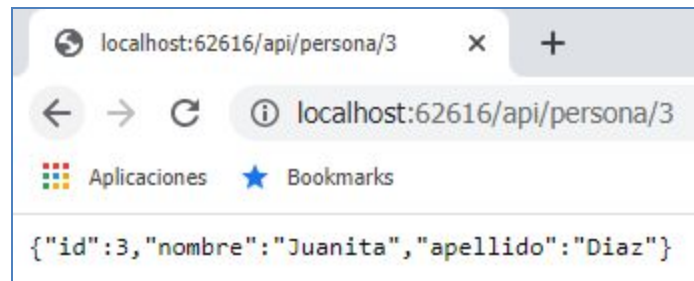 localhost:62616/api/persona/3
localhost:62616/api/persona/3
Aplicaciones Bookmarks
{"id":3,"nombre":"Juanita","apellido":"Diaz"}